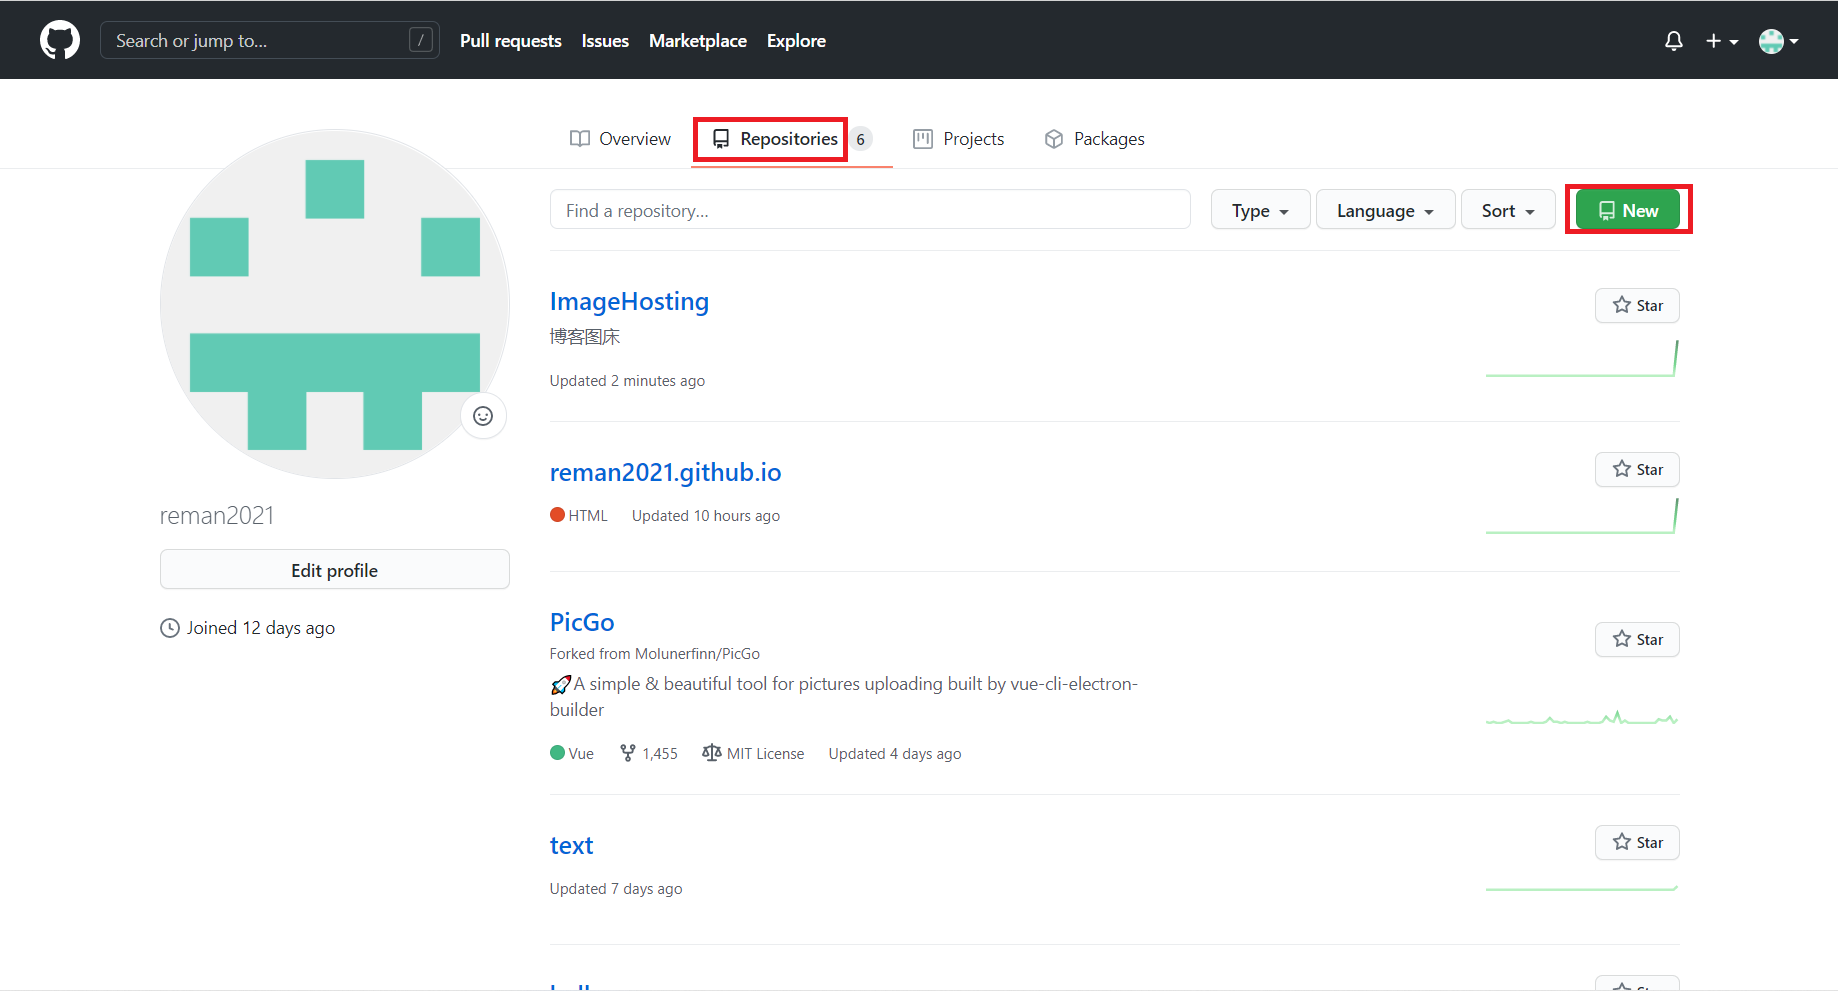 Search or jump to... /
Pull requests Issues Marketplace Explore
Overview Repositories 6 Projects Packages
Find a repository... Type Language Sort New
ImageHosting
Star
博客图床
Updated 2 minutes ago
reman2021.github.io
Star
HTML Updated 10 hours ago
reman2021
Edit profile
Joined 12 days ago
PicGo
Star
Forked from Molunerfinn/PicGo
🚀A simple & beautiful tool for pictures uploading built by vue-cli-electron-
builder
Vue 1,455 MIT License Updated 4 days ago
text
Star
Updated 7 days ago